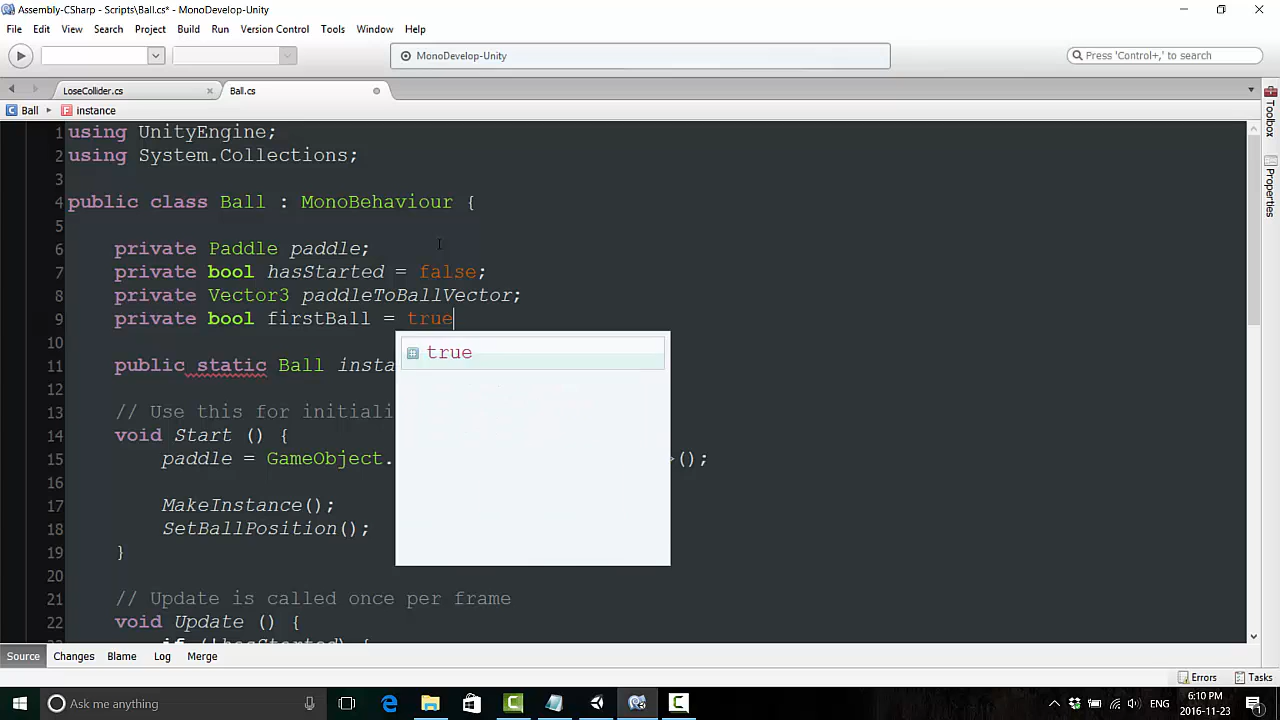 Assembly-CSharp - Scripts\Ball.cs* - MonoDevelop-Unity
File Edit View Search Project Build Run Version Control Tools Window Help
MonoDevelop-Unity
Press 'Control+,' to search
LoseCollider.cs
Ball.cs
Ball
instance
1 using UnityEngine;
2 using System.Collections;
3
4 public class Ball : MonoBehaviour {
5
6 private Paddle paddle;
7 private bool hasStarted = false;
8 private Vector3 paddleToBallVector;
9 private bool firstBall = true
true
10
11 public static Ball insta
12
13 // Use this for initiali
14 void Start () {
15 paddle = GameObject. >();
16
17 MakeInstance();
18 SetBallPosition();
19 }
20
21 // Update is called once per frame
22 void Update () {
if (!hasStarted) {
Toolbox
Properties
Source Changes Blame Log Merge
Errors Tasks
Ask me something
ENG
6:10 PM
2016-11-23